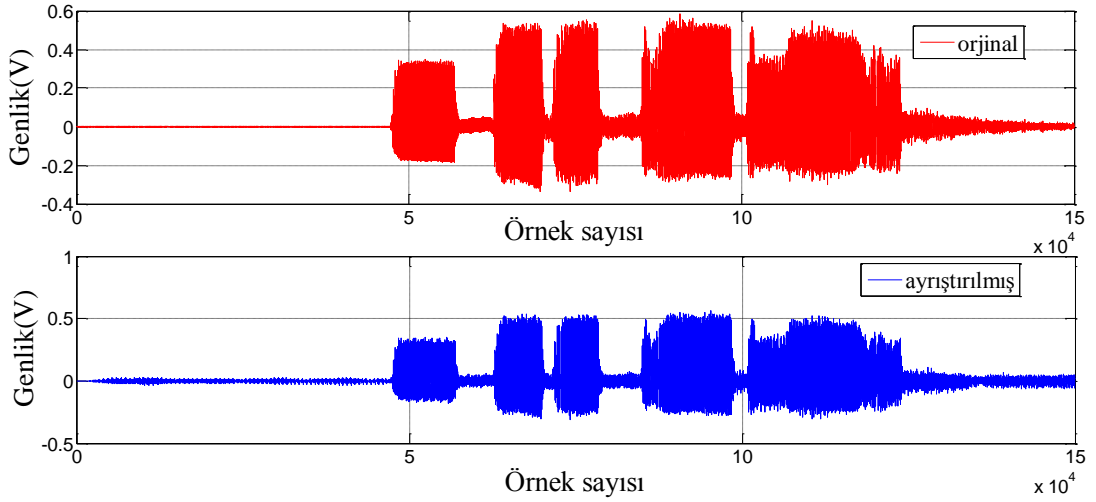 0.6
0.4
0.2
0
-0.2
-0.4
Genlik(V)
orjinal
0
5
10
15
x 10^4
Örnek sayısı
1
0.5
0
-0.5
Genlik(V)
ayrıştırılmış
0
5
10
15
x 10^4
Örnek sayısı